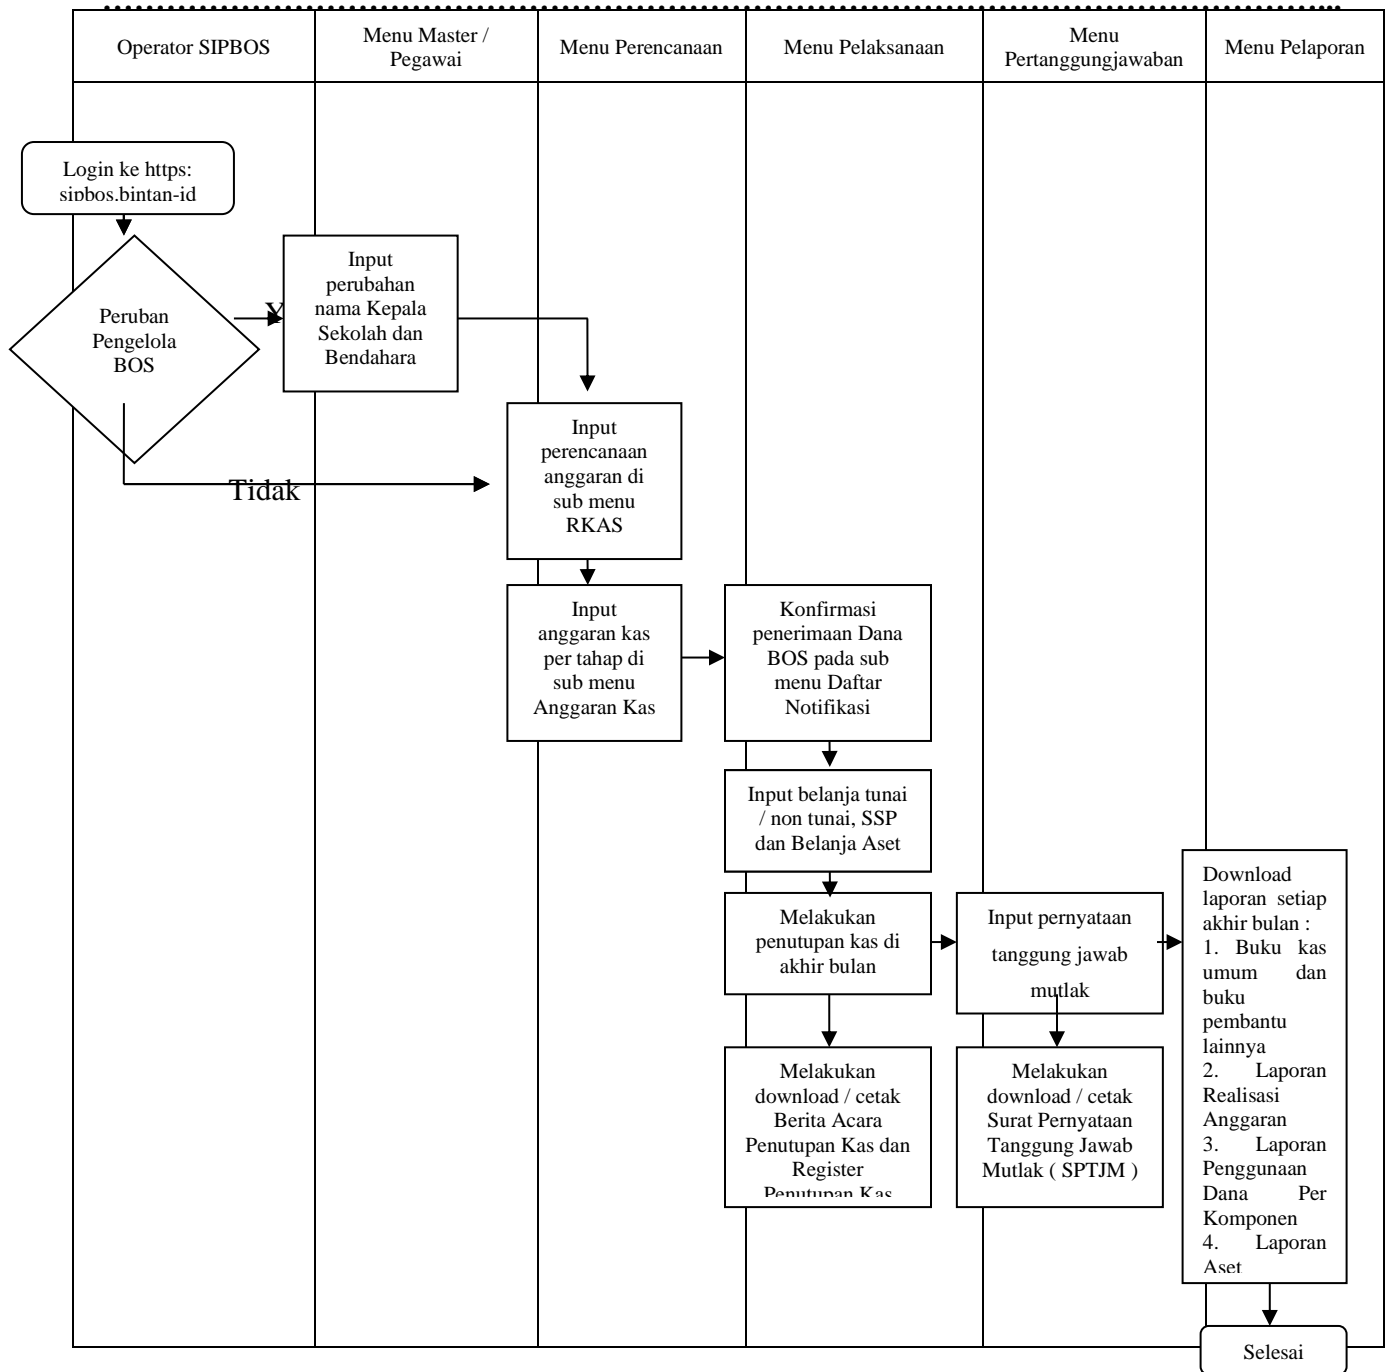 Operator SIPBOS
Menu Master /
Pegawai
Menu Perencanaan
Menu Pelaksanaan
Menu
Pertanggungjawaban
Menu Pelaporan
Login ke https:
sipbos.bintan-id
Peruban
Pengelola
BOS
Y
Input
perubahan
nama Kepala
Sekolah dan
Bendahara
Tidak
Input
perencanaan
anggaran di
sub menu
RKAS
Input
anggaran kas
per tahap di
sub menu
Anggaran Kas
Konfirmasi
penerimaan Dana
BOS pada sub
menu Daftar
Notifikasi
Input belanja tunai
/ non tunai, SSP
dan Belanja Aset
Melakukan
penutupan kas di
akhir bulan
Input pernyataan
tanggung jawab
mutlak
Melakukan
download / cetak
Berita Acara
Penutupan Kas dan
Register
Penutupan Kas
Melakukan
download / cetak
Surat Pernyataan
Tanggung Jawab
Mutlak ( SPTJM )
Download
laporan setiap
akhir bulan :
1. Buku kas
umum dan
buku
pembantu
lainnya
2. Laporan
Realisasi
Anggaran
3. Laporan
Penggunaan
Dana Per
Komponen
4. Laporan
Aset
Selesai